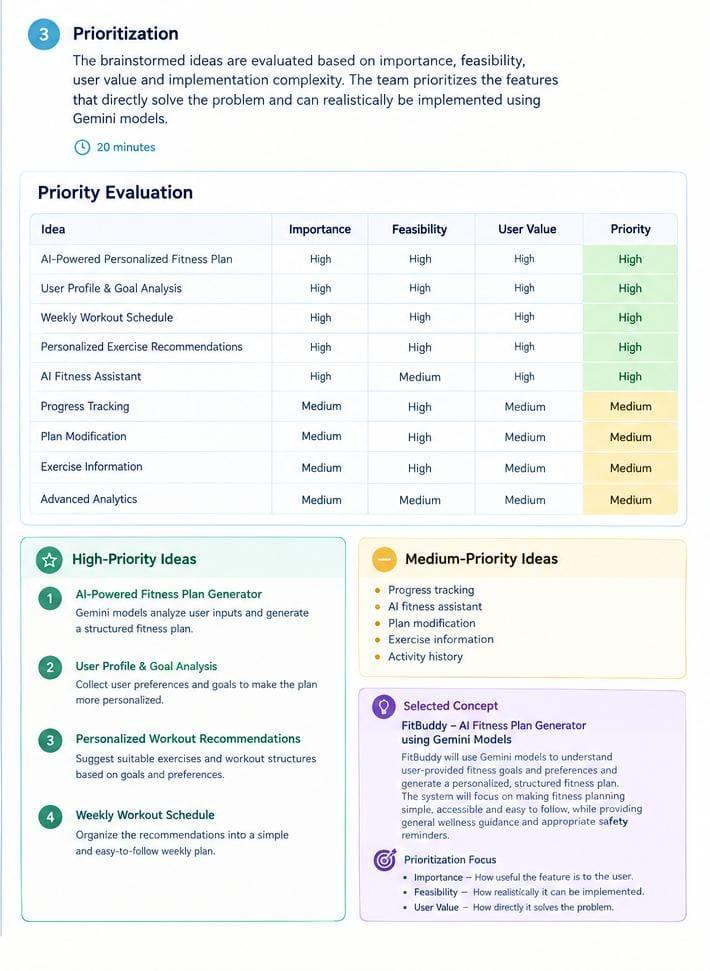 3 Prioritization
The brainstormed ideas are evaluated based on importance, feasibility,
user value and implementation complexity. The team prioritizes the features
that directly solve the problem and can realistically be implemented using
Gemini models.
20 minutes
Priority Evaluation
Idea Importance Feasibility User Value Priority
AI-Powered Personalized Fitness Plan High High High High
User Profile & Goal Analysis High High High High
Weekly Workout Schedule High High High High
Personalized Exercise Recommendations High High High High
AI Fitness Assistant High Medium High High
Progress Tracking Medium High Medium Medium
Plan Modification Medium High Medium Medium
Exercise Information Medium High Medium Medium
Advanced Analytics Medium Medium Medium Medium
High-Priority Ideas
1 AI-Powered Fitness Plan Generator
Gemini models analyze user inputs and generate
a structured fitness plan.
2 User Profile & Goal Analysis
Collect user preferences and goals to make the plan
more personalized.
3 Personalized Workout Recommendations
Suggest suitable exercises and workout structures
based on goals and preferences.
4 Weekly Workout Schedule
Organize the recommendations into a simple
and easy-to-follow weekly plan.
Medium-Priority Ideas
• Progress tracking
• AI fitness assistant
• Plan modification
• Exercise information
• Activity history
Selected Concept
FitBuddy – AI Fitness Plan Generator
using Gemini Models
FitBuddy will use Gemini models to understand
user-provided fitness goals and preferences and
generate a personalized, structured fitness plan.
The system will focus on making fitness planning
simple, accessible and easy to follow, while providing
general wellness guidance and appropriate safety
reminders.
Prioritization Focus
• Importance – How useful the feature is to the user.
• Feasibility – How realistically it can be implemented.
• User Value – How directly it solves the problem.